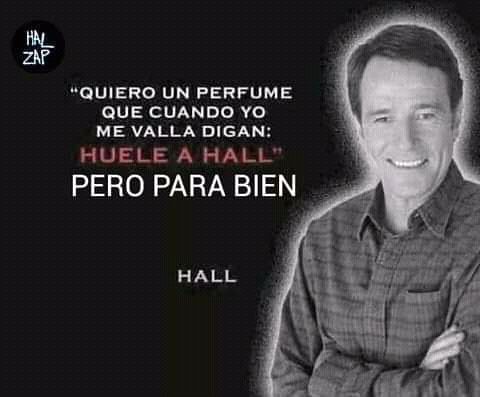 HAL
ZAP
“QUIERO UN PERFUME
QUE CUANDO YO
ME VALLA DIGAN:
HUELE A HALL”
PERO PARA BIEN
HALL